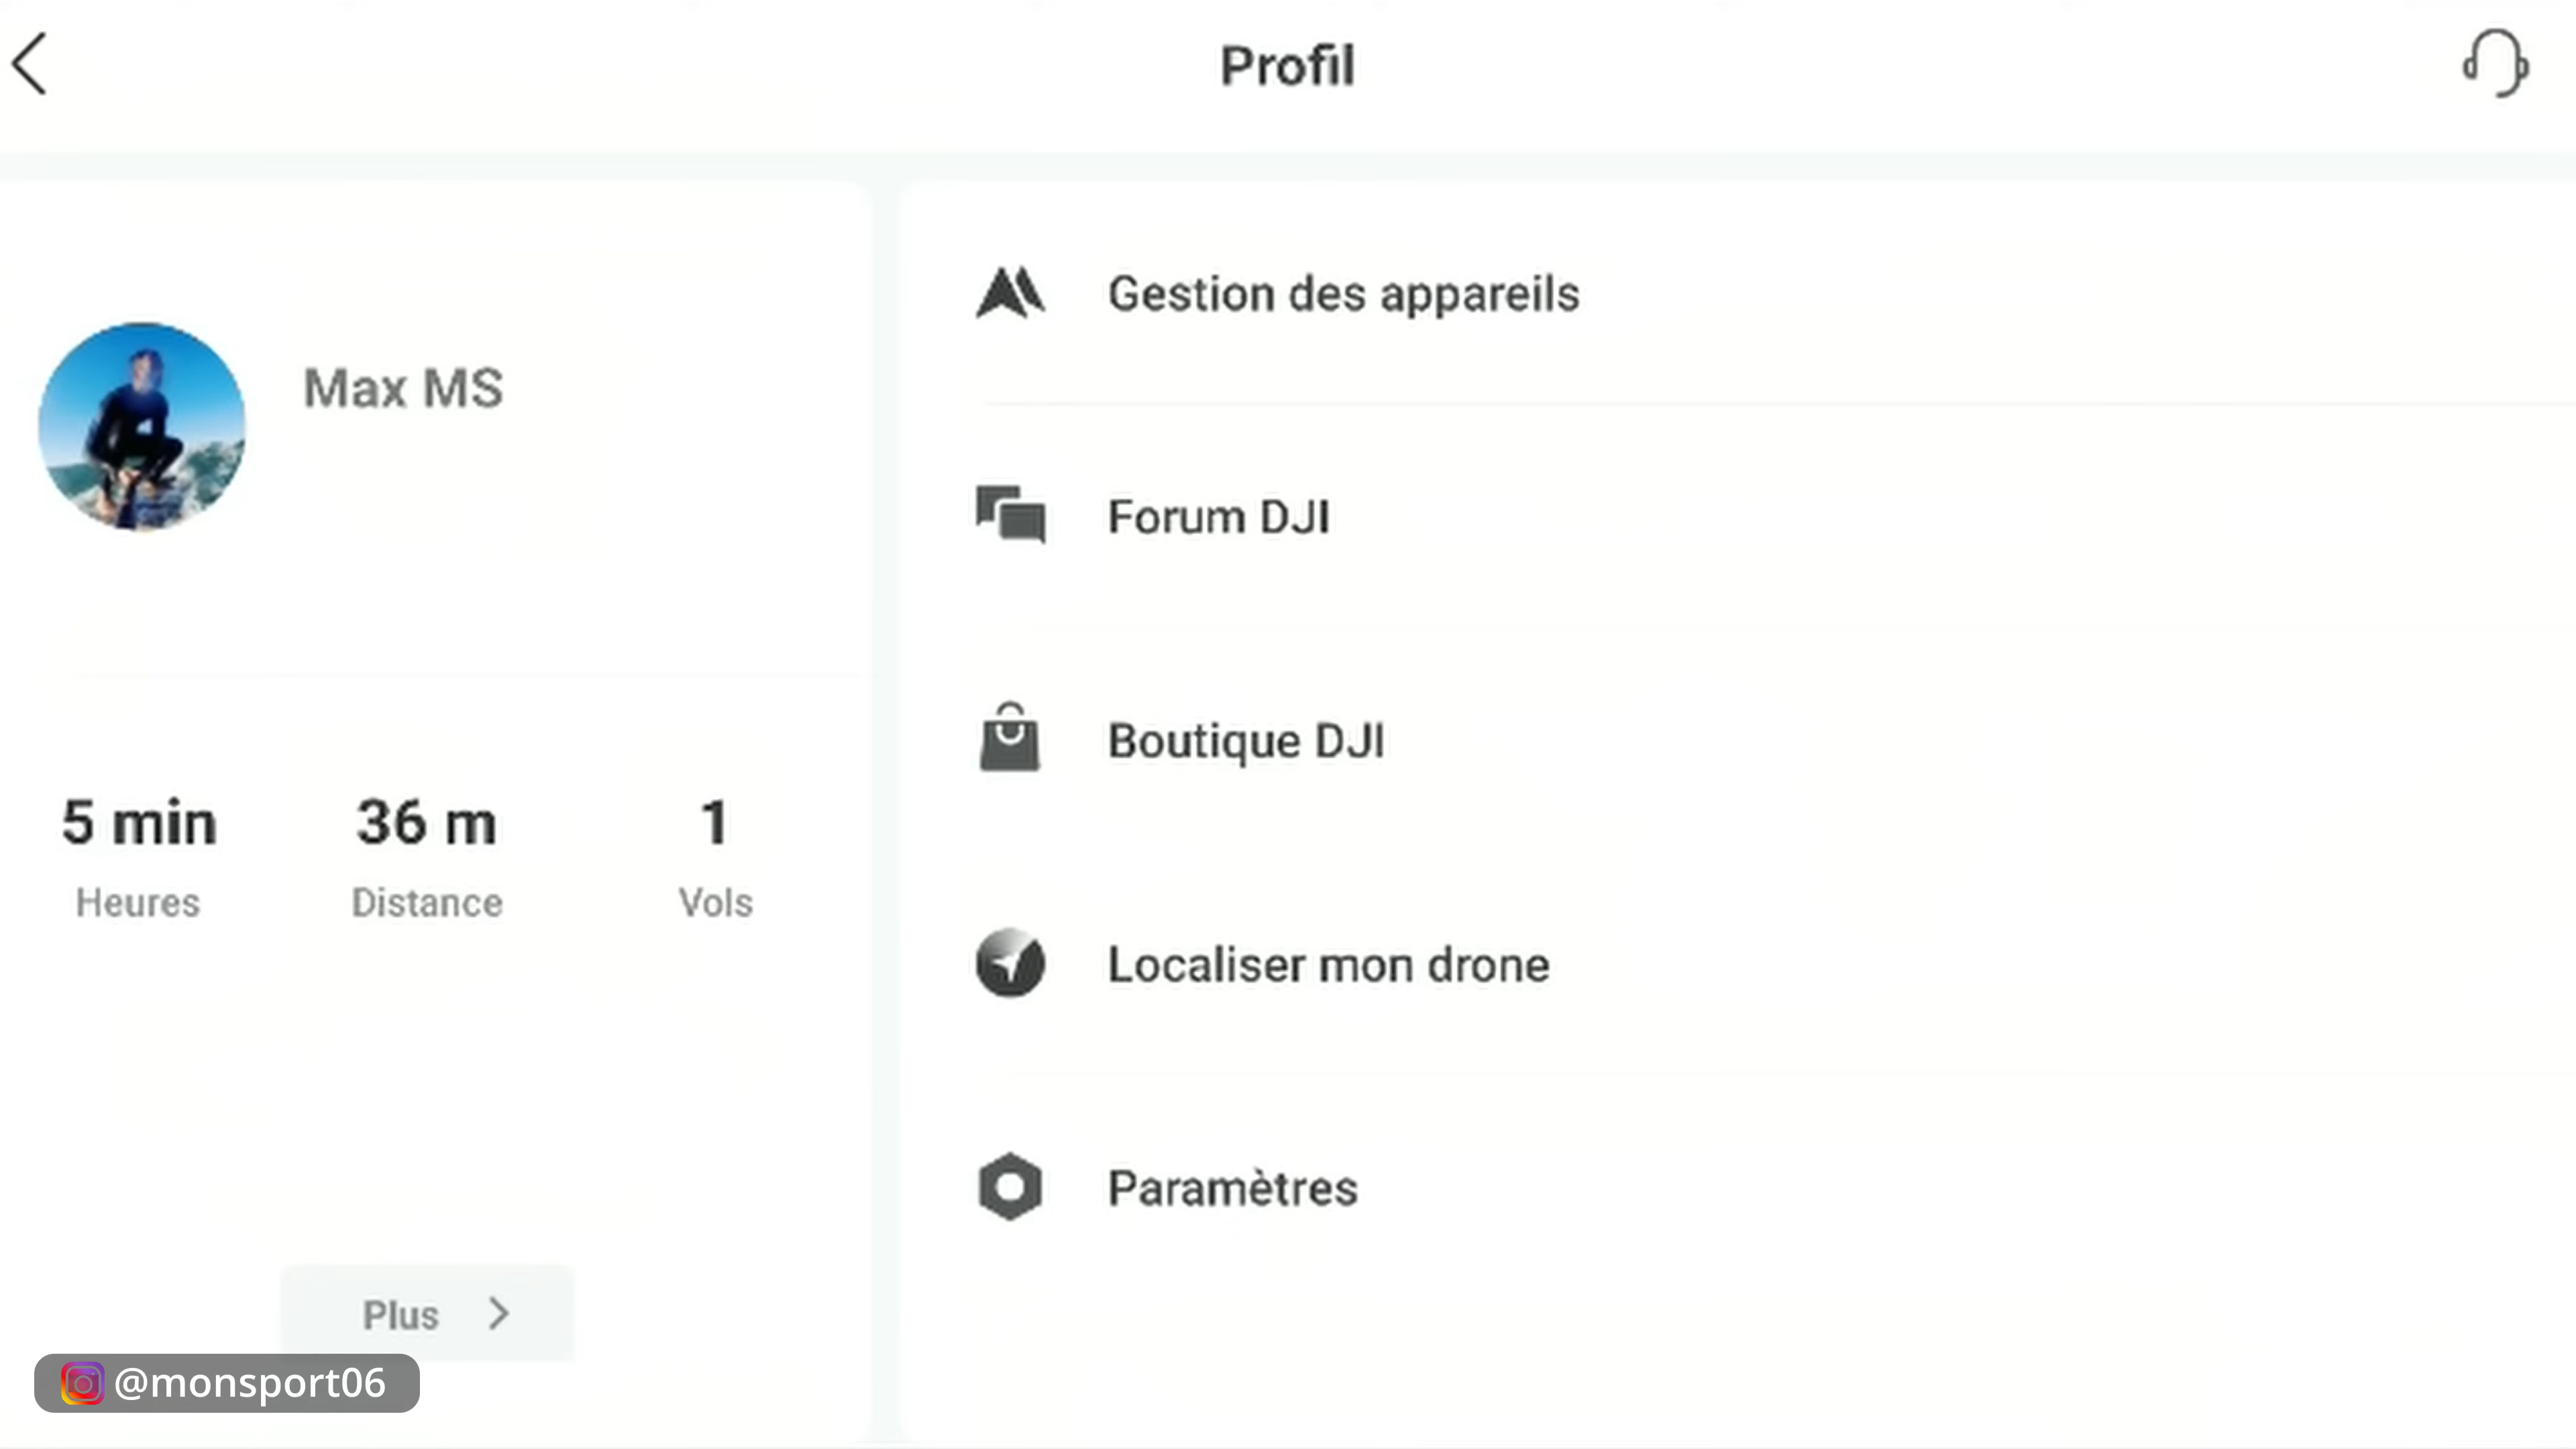 Profil
Max MS
5 min
36 m
1
Heures
Distance
Vols
Plus
@monsport06
Gestion des appareils
Forum DJI
Boutique DJI
Localiser mon drone
Paramètres